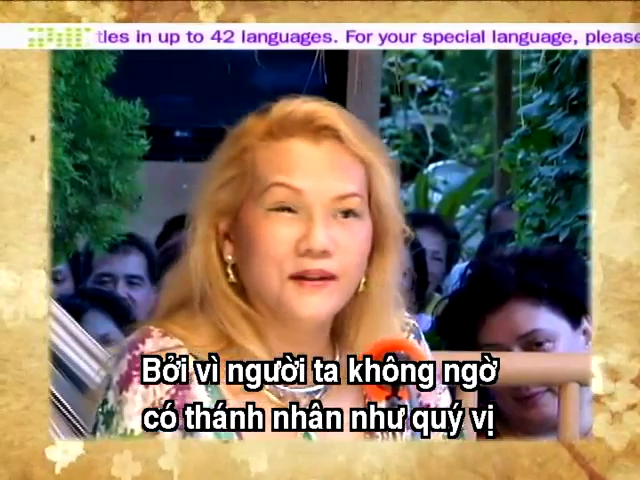 tles in up to 42 languages. For your special language, please
Bởi vì người ta không ngờ
có thánh nhân như quý vị